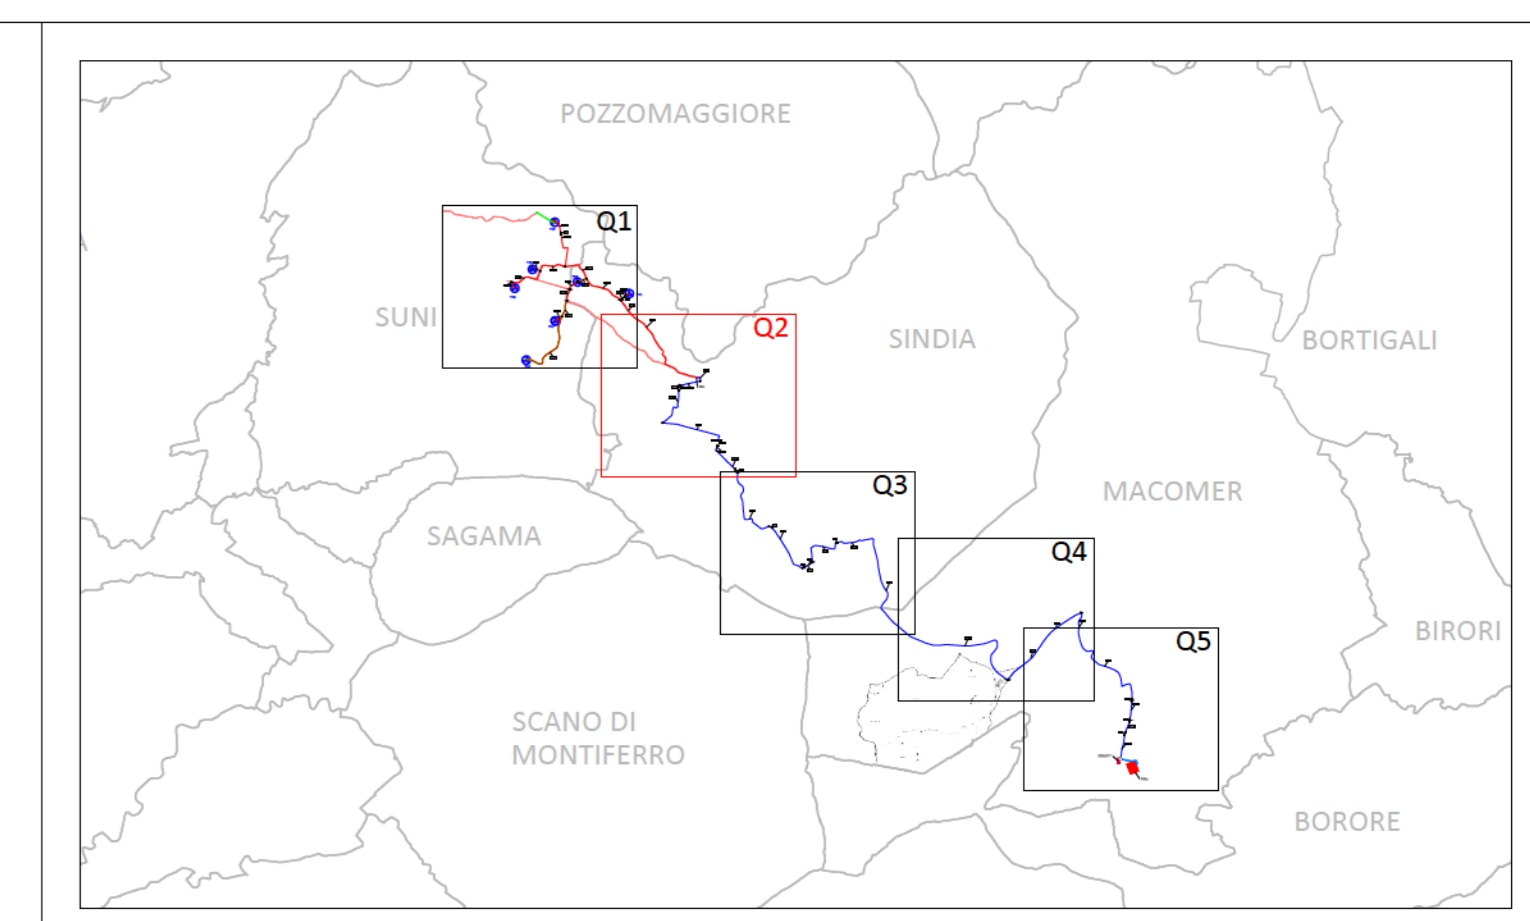 POZZOMAGGIORE
Q1
SUNI
Q2
SINDIA
BORTIGALI
Q3
MACOMER
SAGAMA
Q4
BIRORI
Q5
SCANO DI
MONTIFERRO
BORORE